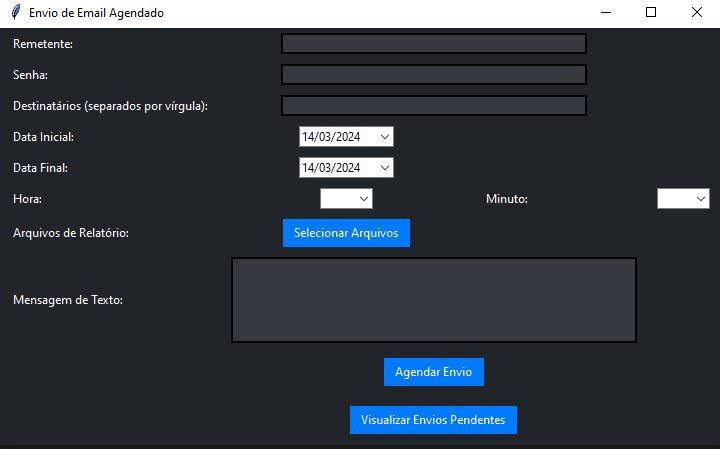 Envio de Email Agendado
Remetente:
Senha:
Destinatários (separados por vírgula):
Data Inicial: 14/03/2024
Data Final: 14/03/2024
Hora: Minuto:
Arquivos de Relatório: Selecionar Arquivos
Mensagem de Texto:
Agendar Envio
Visualizar Envios Pendentes